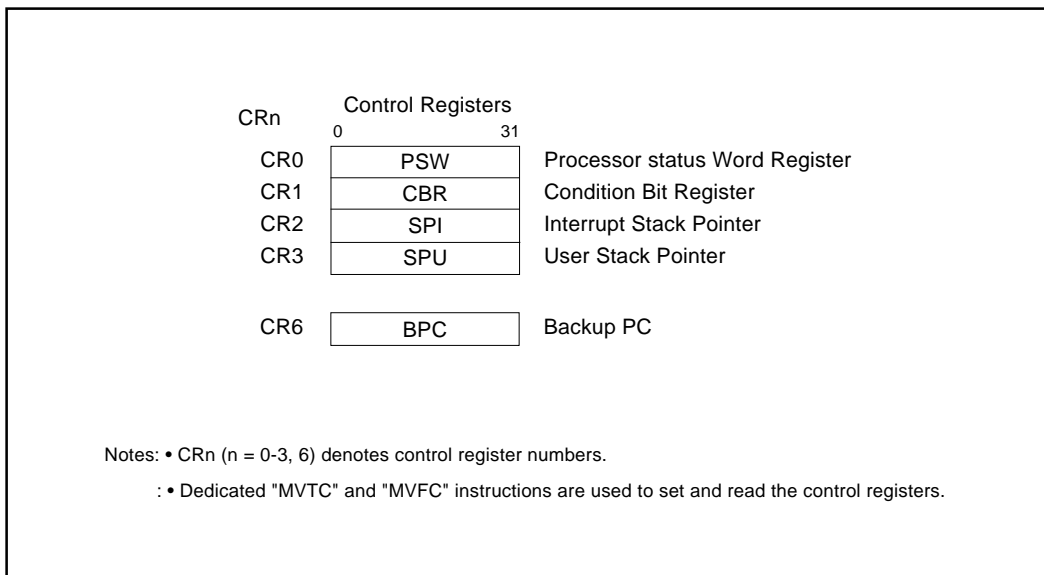 CRn Control Registers
0 31
CR0 PSW Processor status Word Register
CR1 CBR Condition Bit Register
CR2 SPI Interrupt Stack Pointer
CR3 SPU User Stack Pointer
CR6 BPC Backup PC
Notes: • CRn (n = 0-3, 6) denotes control register numbers.
: • Dedicated "MVTC" and "MVFC" instructions are used to set and read the control registers.